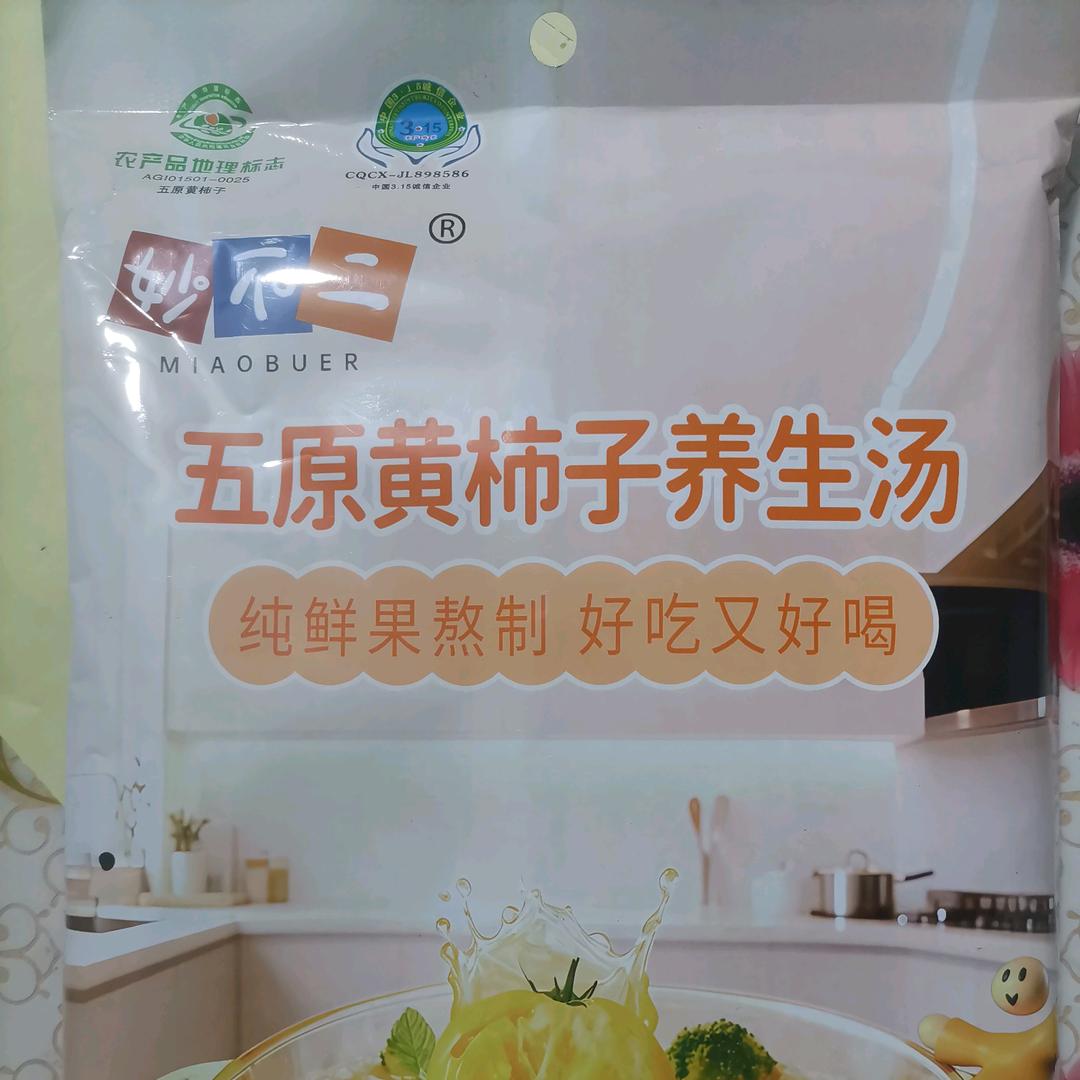 农产品地理标志
AGI01501-0025
五原黄柿子
3·15
CQCX-JL898586
中国3.15诚信企业
妙不二
®
MIAOBUER
五原黄柿子养生汤
纯鲜果熬制 好吃又好喝